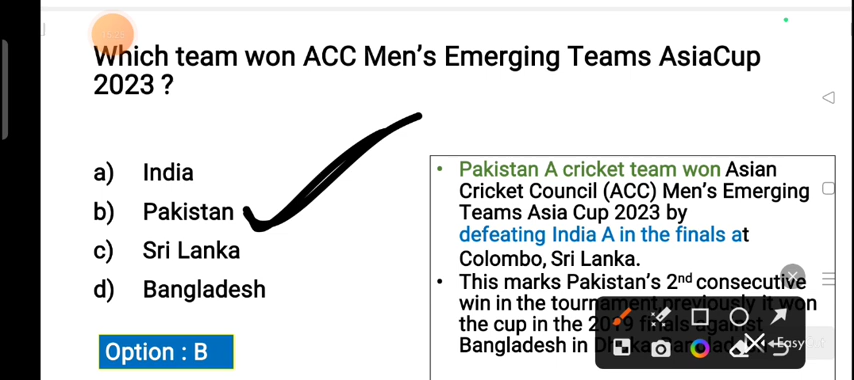 Which team won ACC Men's Emerging Teams AsiaCup
2023 ?
a) India
b) Pakistan
c) Sri Lanka
d) Bangladesh
Option : B
• Pakistan A cricket team won Asian
Cricket Council (ACC) Men's Emerging
Teams Asia Cup 2023 by
defeating India A in the finals at
Colombo, Sri Lanka.
• This marks Pakistan's 2nd consecutive
win in the tournament previously it won
the cup in the 2019 finals against
Bangladesh in
Easy